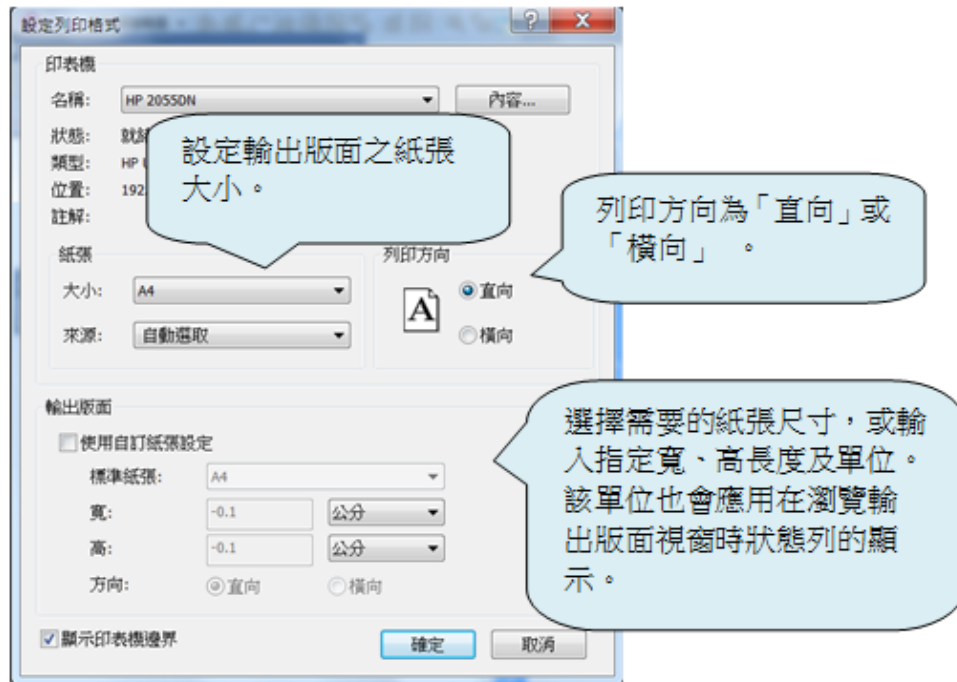 設定列印格式
印表機
名稱: HP 2055DN 內容...
狀態:
類型: HP
位置: 192
註解:
設定輸出版面之紙張
大小。
列印方向為「直向」或
「橫向」 。
紙張
大小: A4
來源: 自動選取
列印方向
A
直向
橫向
輸出版面
使用自訂紙張設定
標準紙張: A4
寬: -0.1 公分
高: -0.1 公分
方向: 直向 橫向
選擇需要的紙張尺寸，或輸
入指定寬、高長度及單位。
該單位也會應用在瀏覽輸
出版面視窗時狀態列的顯
示。
顯示印表機邊界
確定 取消